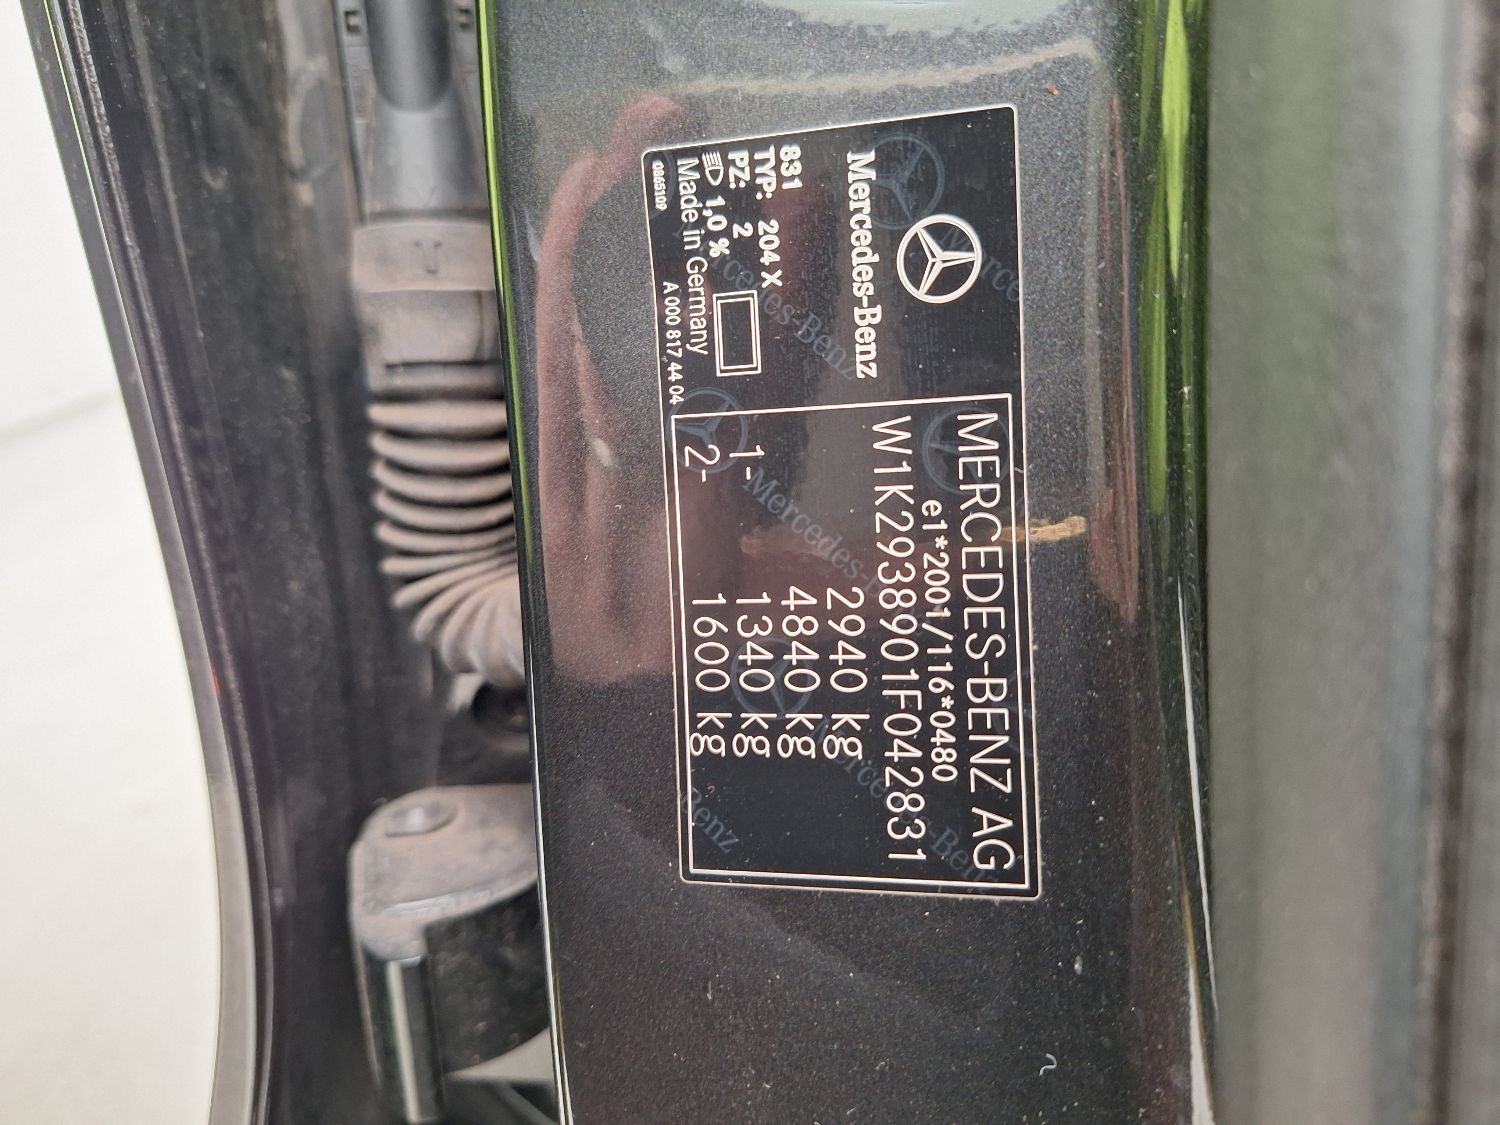 Mercedes-Benz
831
TYP: 204 X
PZ: 2
1,0 %
Made in Germany
0865109
A 000 817 44 04
MERCEDES-BENZ AG
e1*2001/116*0480
W1K2938901F042831
2940 kg
4840 kg
1- 1340 kg
2- 1600 kg